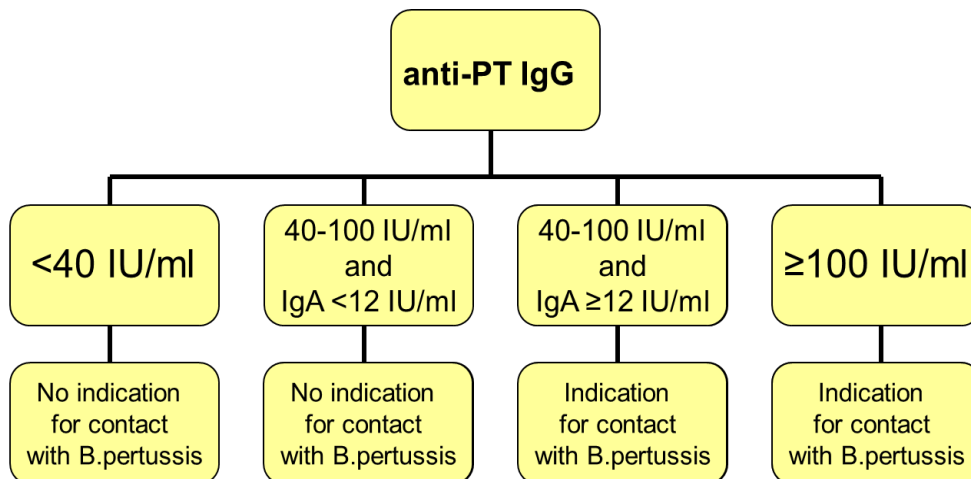 anti-PT IgG
<40 IU/ml
40-100 IU/ml
and
IgA <12 IU/ml
40-100 IU/ml
and
IgA ≥12 IU/ml
≥100 IU/ml
No indication
for contact
with B.pertussis
No indication
for contact
with B.pertussis
Indication
for contact
with B.pertussis
Indication
for contact
with B.pertussis